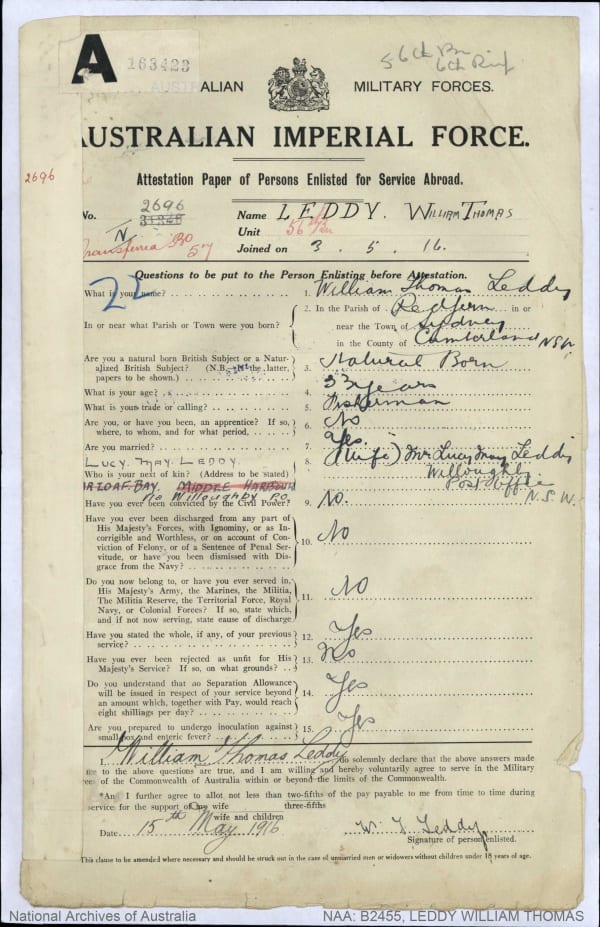 A
163423
56th Bn
6th Rinf
AUSTRALIAN MILITARY FORCES.
AUSTRALIAN IMPERIAL FORCE.
2696
Attestation Paper of Persons Enlisted for Service Abroad.
2696
No. Name LEDDY. WILLIAM THOMAS
N Unit 56th Bn
Joined on 3. 5. 16.
22
Questions to be put to the Person Enlisting before Attestation.
What is your name? 1. William Thomas Leddy
In or near what Parish or Town were you born? 2. In the Parish of Redfern in or
near the Town of Sydney
in the County of Cumberland NSW
Are you a natural born British Subject or a Natur-
alized British Subject? (N.B. the latter,
papers to be shown.) 3. Natural Born
What is your age? 4. 33 years
What is your trade or calling? 5. Fisherman
Are you, or have you been, an apprentice? If so,
where, to whom, and for what period, 6. No
Are you married? 7. Yes.
LUCY MAY LEDDY
Who is your next of kin? (Address to be stated) 8. (Wife) Mrs Lucy May Leddy
Willoughby
Post Office
N.S.W.
ARLOAF BAY, MIDDLE HARBOUR
Willoughby PO.
Have you ever been convicted by the Civil Power? 9. No.
Have you ever been discharged from any part of
His Majesty's Forces, with Ignominy, or as In-
corrigible and Worthless, or on account of Con-
viction of Felony, or of a Sentence of Penal Ser-
vitude, or have you been dismissed with Dis-
grace from the Navy? 10. No
Do you now belong to, or have you ever served in,
His Majesty's Army, the Marines, the Militia,
The Militia Reserve, the Territorial Force, Royal
Navy, or Colonial Forces? If so, state which,
and if not now serving, state cause of discharge 11. No
Have you stated the whole, if any, of your previous
service? 12. Yes
Have you ever been rejected as unfit for His
Majesty's Service? If so, on what grounds? 13. No
Do you understand that no Separation Allowance
will be issued in respect of your service beyond
an amount which, together with Pay, would reach
eight shillings per day? 14. Yes
Are you prepared to undergo inoculation against
small pox and enteric fever? 15. Yes
I, William Thomas Leddy do solemnly declare that the above answers made
me to the above questions are true, and I am willing and hereby voluntarily agree to serve in the Military
ces of the Commonwealth of Australia within or beyond the limits of the Commonwealth.
*And I further agree to allot not less than two-fifths of the pay payable to me from time to time during
three-fifths
service for the support of my wife
wife and children
Date 15th May 1916 W. T Leddy
Signature of person enlisted.
This clause to be amended where necessary and should be struck out in the case of unmarried men or widowers without children under 18 years of age.
National Archives of Australia NAA: B2455, LEDDY WILLIAM THOMAS